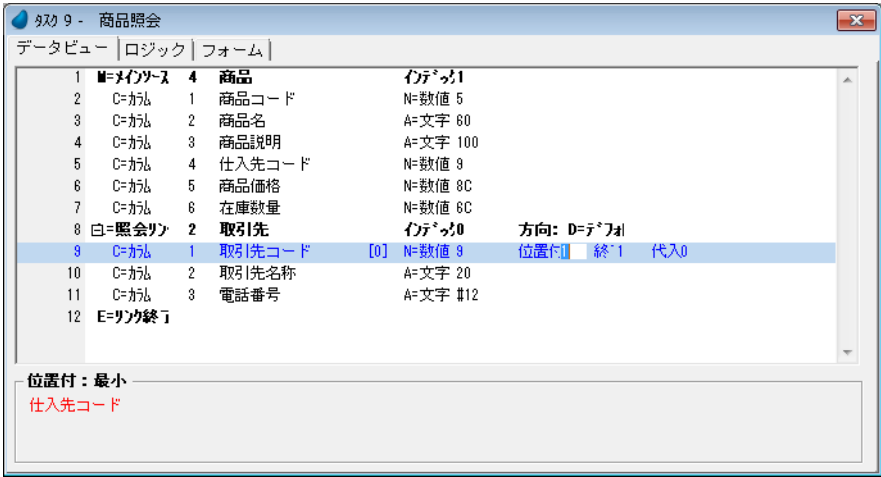 タスク 9 - 商品照会
データビュー ロジック フォーム
1 M=メインソース 4 商品 インデックス 1
2 C=カラム 1 商品コード N=数値 5
3 C=カラム 2 商品名 A=文字 60
4 C=カラム 3 商品説明 A=文字 100
5 C=カラム 4 仕入先コード N=数値 9
6 C=カラム 5 商品価格 N=数値 8C
7 C=カラム 6 在庫数量 N=数値 6C
8 =照会リン 2 取引先 インデックス 0 方向: D=デフォ
9 C=カラム 1 取引先コード [0] N=数値 9 位置付 1 終 1 代入 0
10 C=カラム 2 取引先名称 A=文字 20
11 C=カラム 3 電話番号 A=文字 #12
12 E=リンク終了
位置付:最小
仕入先コード